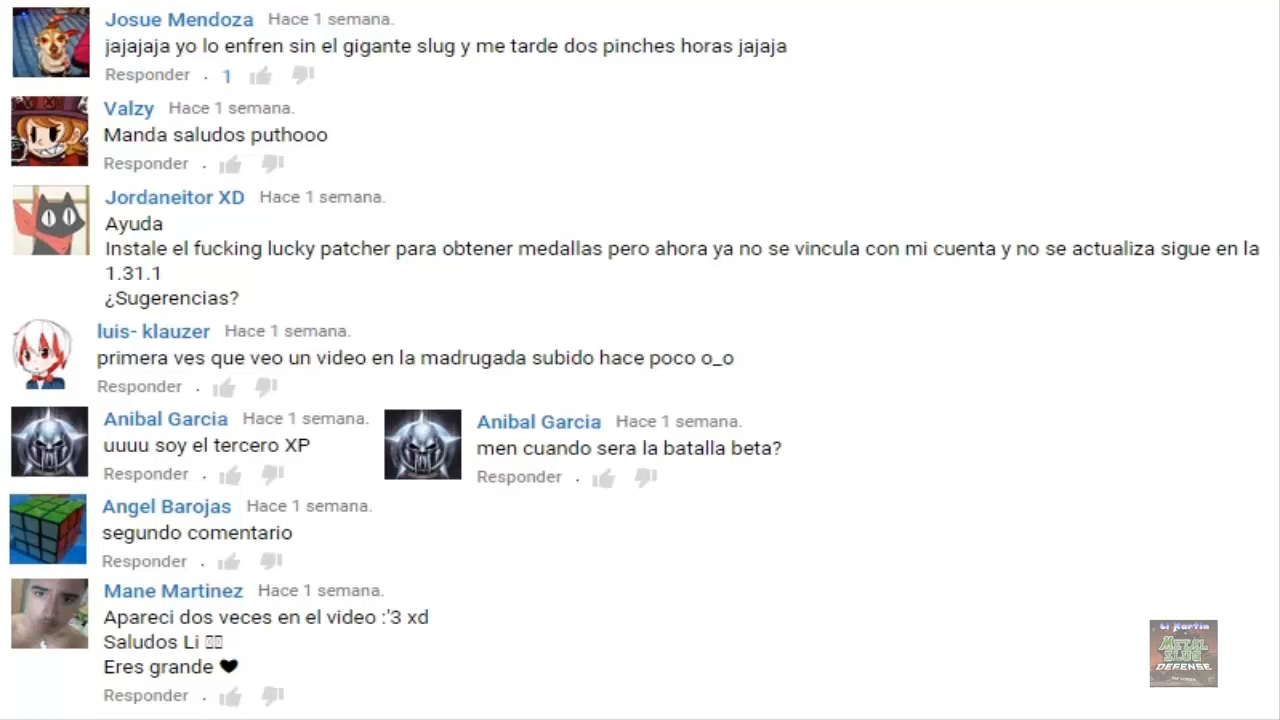 Josue Mendoza Hace 1 semana.
jajajaja yo lo enfren sin el gigante slug y me tarde dos pinches horas jajaja
Responder . 1
Valzy Hace 1 semana.
Manda saludos puthooo
Responder .
Jordaneitor XD Hace 1 semana.
Ayuda
Instale el fucking lucky patcher para obtener medallas pero ahora ya no se vincula con mi cuenta y no se actualiza sigue en la
1.31.1
¿Sugerencias?
luis- klauzer Hace 1 semana.
primera ves que veo un video en la madrugada subido hace poco o_o
Responder .
Anibal Garcia Hace 1 semana.
uuuu soy el tercero XP
Responder .
Anibal Garcia Hace 1 semana.
men cuando sera la batalla beta?
Responder .
Angel Barojas Hace 1 semana.
segundo comentario
Responder .
Mane Martinez Hace 1 semana.
Apareci dos veces en el video :'3 xd
Saludos Li
Eres grande ♥
Responder .
Li Martin
METAL
SLUG
DEFENSE